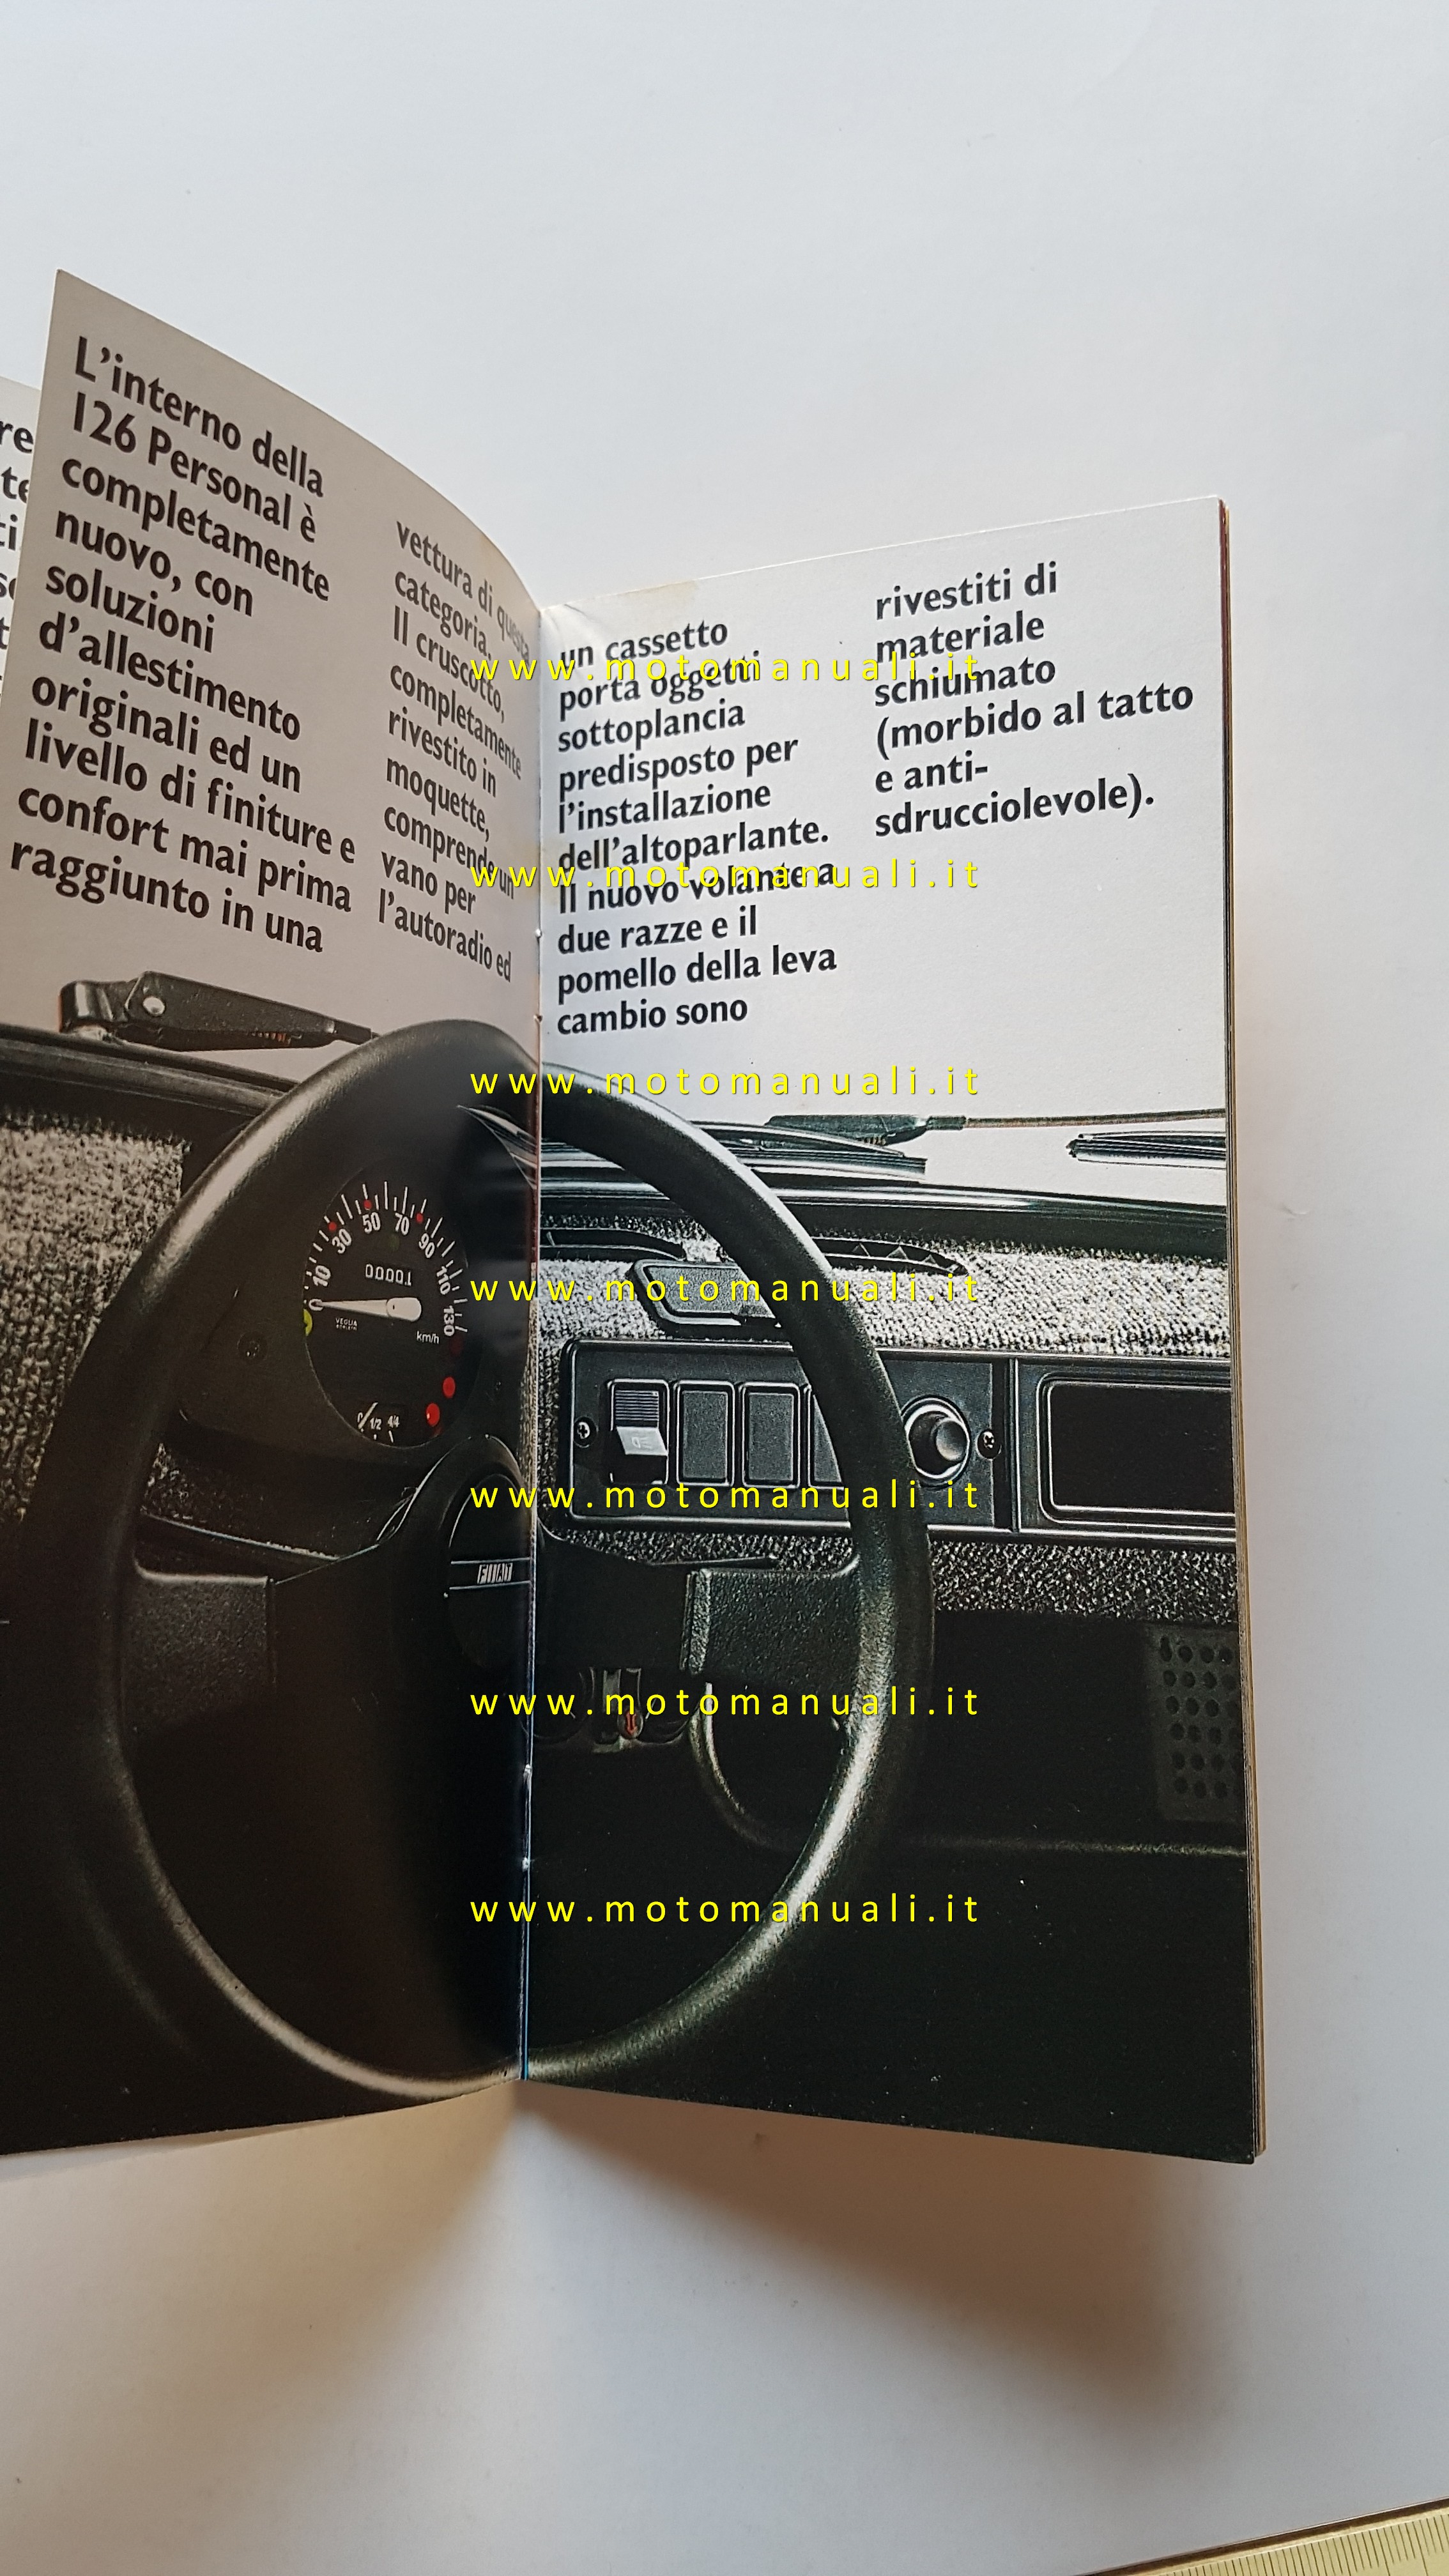 L'interno della
126 Personal è
completamente
nuovo, con
soluzioni
d'allestimento
originali ed un
livello di finiture e
confort mai prima
raggiunto in una
vettura di questa
categoria.
Il cruscotto,
completamente
rivestito in
moquette,
comprende un
vano per
l'autoradio ed
un cassetto
porta oggetti
sottoplancia
predisposto per
l'installazione
dell'altoparlante.
Il nuovo volante a
due razze e il
pomello della leva
cambio sono
rivestiti di
materiale
schiumato
(morbido al tatto
e anti-
sdrucciolevole).
www.motomanuali.it
www.motomanuali.it
www.motomanuali.it
www.motomanuali.it
www.motomanuali.it
www.motomanuali.it
www.motomanuali.it
0 10 30 50 70 90 110 130
00001
VEGLIA
km/h
0 1/2 4/4
FIAT